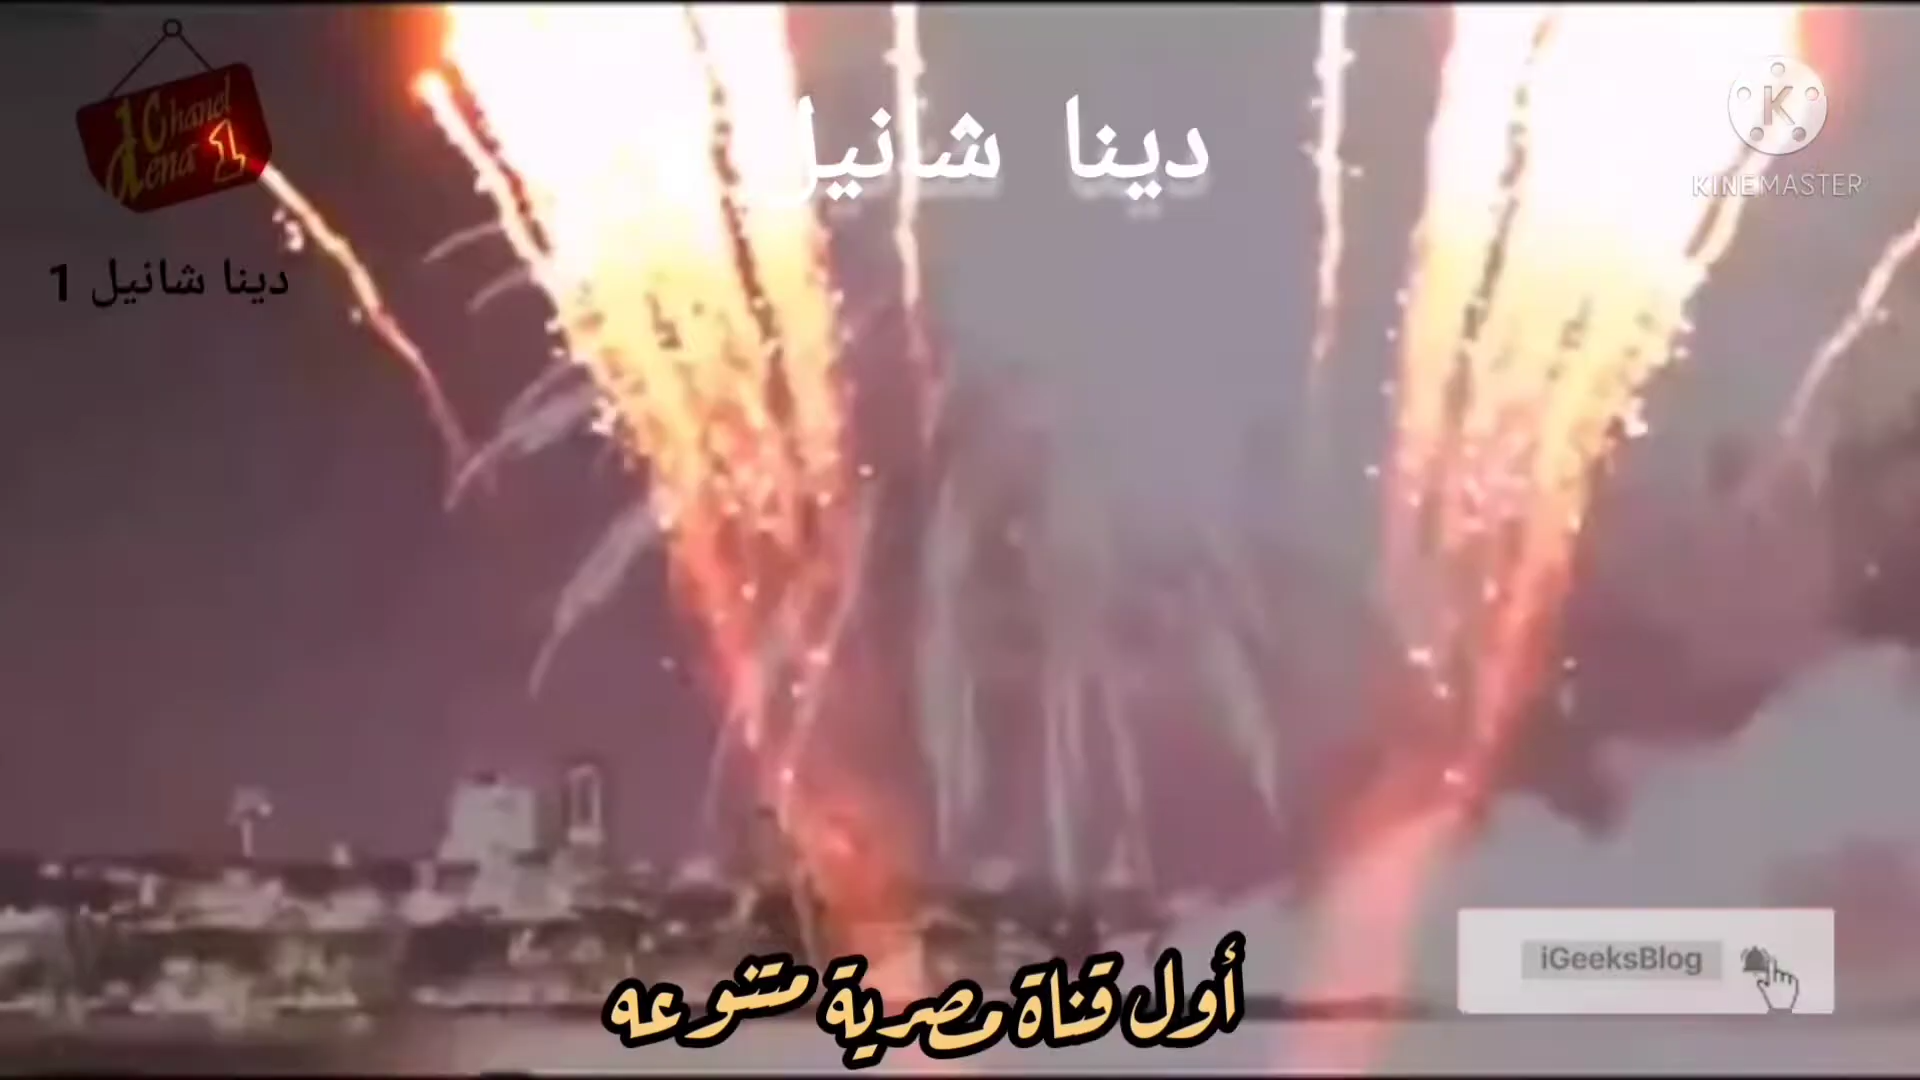 Chanel
dena 1
دينا شانيل 1
دينا شانيل
K
KINEMASTER
أول قناة مصرية متنوعه
iGeeksBlog